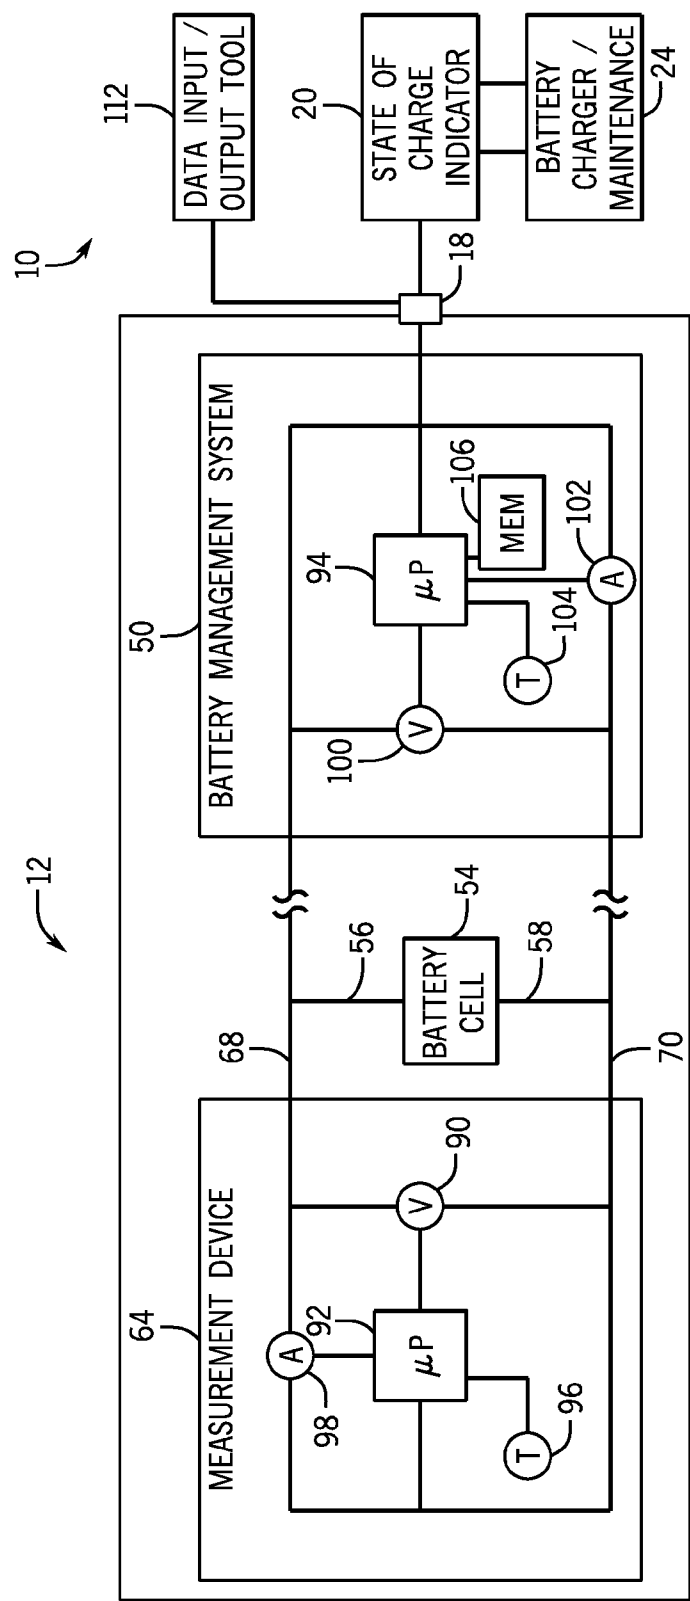 10
12
112
DATA INPUT /
OUTPUT TOOL
20
STATE OF
CHARGE
INDICATOR
BATTERY
CHARGER /
MAINTENANCE
24
18
64
MEASUREMENT DEVICE
A
98
92
μP
V
90
T
96
68
56
BATTERY
CELL
54
58
70
50
BATTERY MANAGEMENT SYSTEM
100
V
94
μP
106
MEM
T
104
A
102